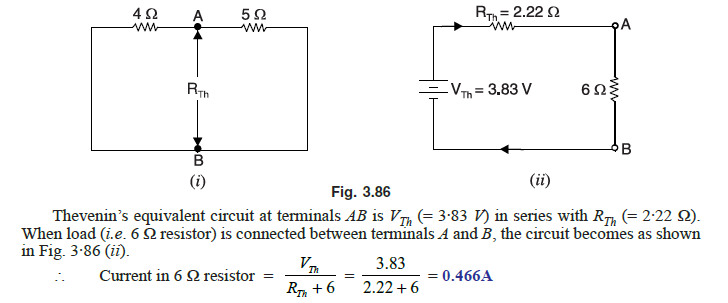 4 Ω A 5 Ω
R_Th
B
(i)
R_Th = 2.22 Ω
A
V_Th = 3.83 V
6 Ω
B
(ii)
Fig. 3.86
Thevenin's equivalent circuit at terminals AB is V_Th (= 3·83 V) in series with R_Th (= 2·22 Ω).
When load (i.e. 6 Ω resistor) is connected between terminals A and B, the circuit becomes as shown
in Fig. 3·86 (ii).
∴ Current in 6 Ω resistor = V_Th / (R_Th + 6) = 3.83 / (2.22 + 6) = 0.466A